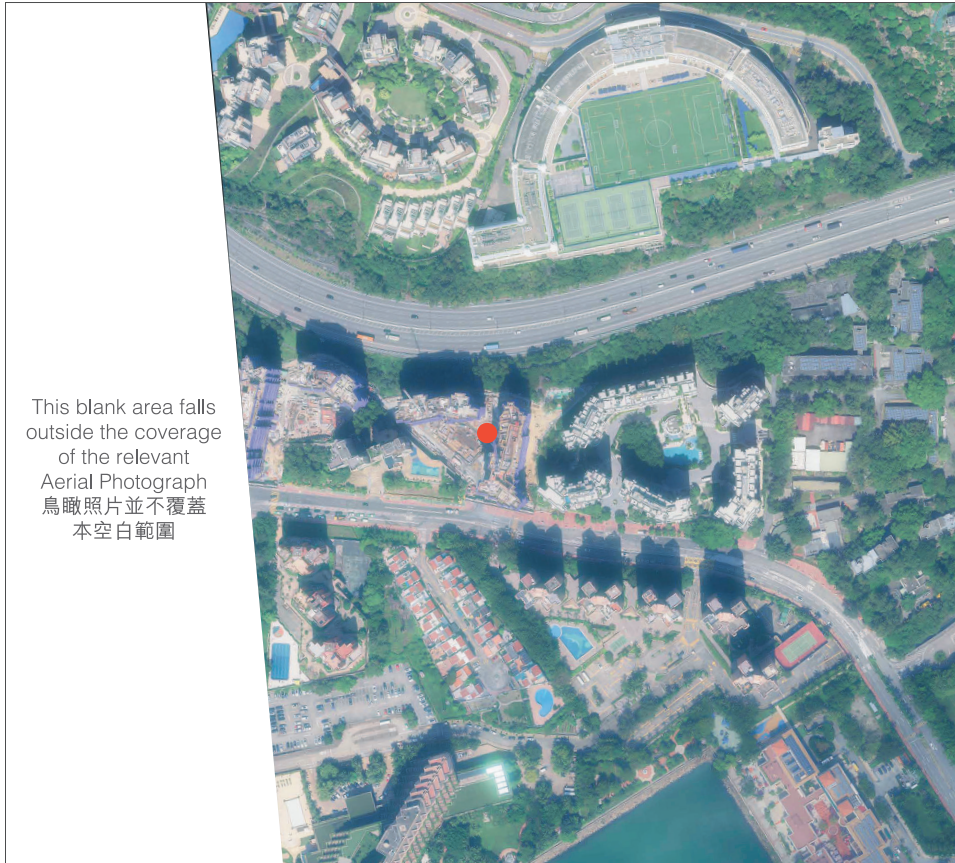 This blank area falls
outside the coverage
of the relevant
Aerial Photograph
鳥瞰照片並不覆蓋
本空白範圍